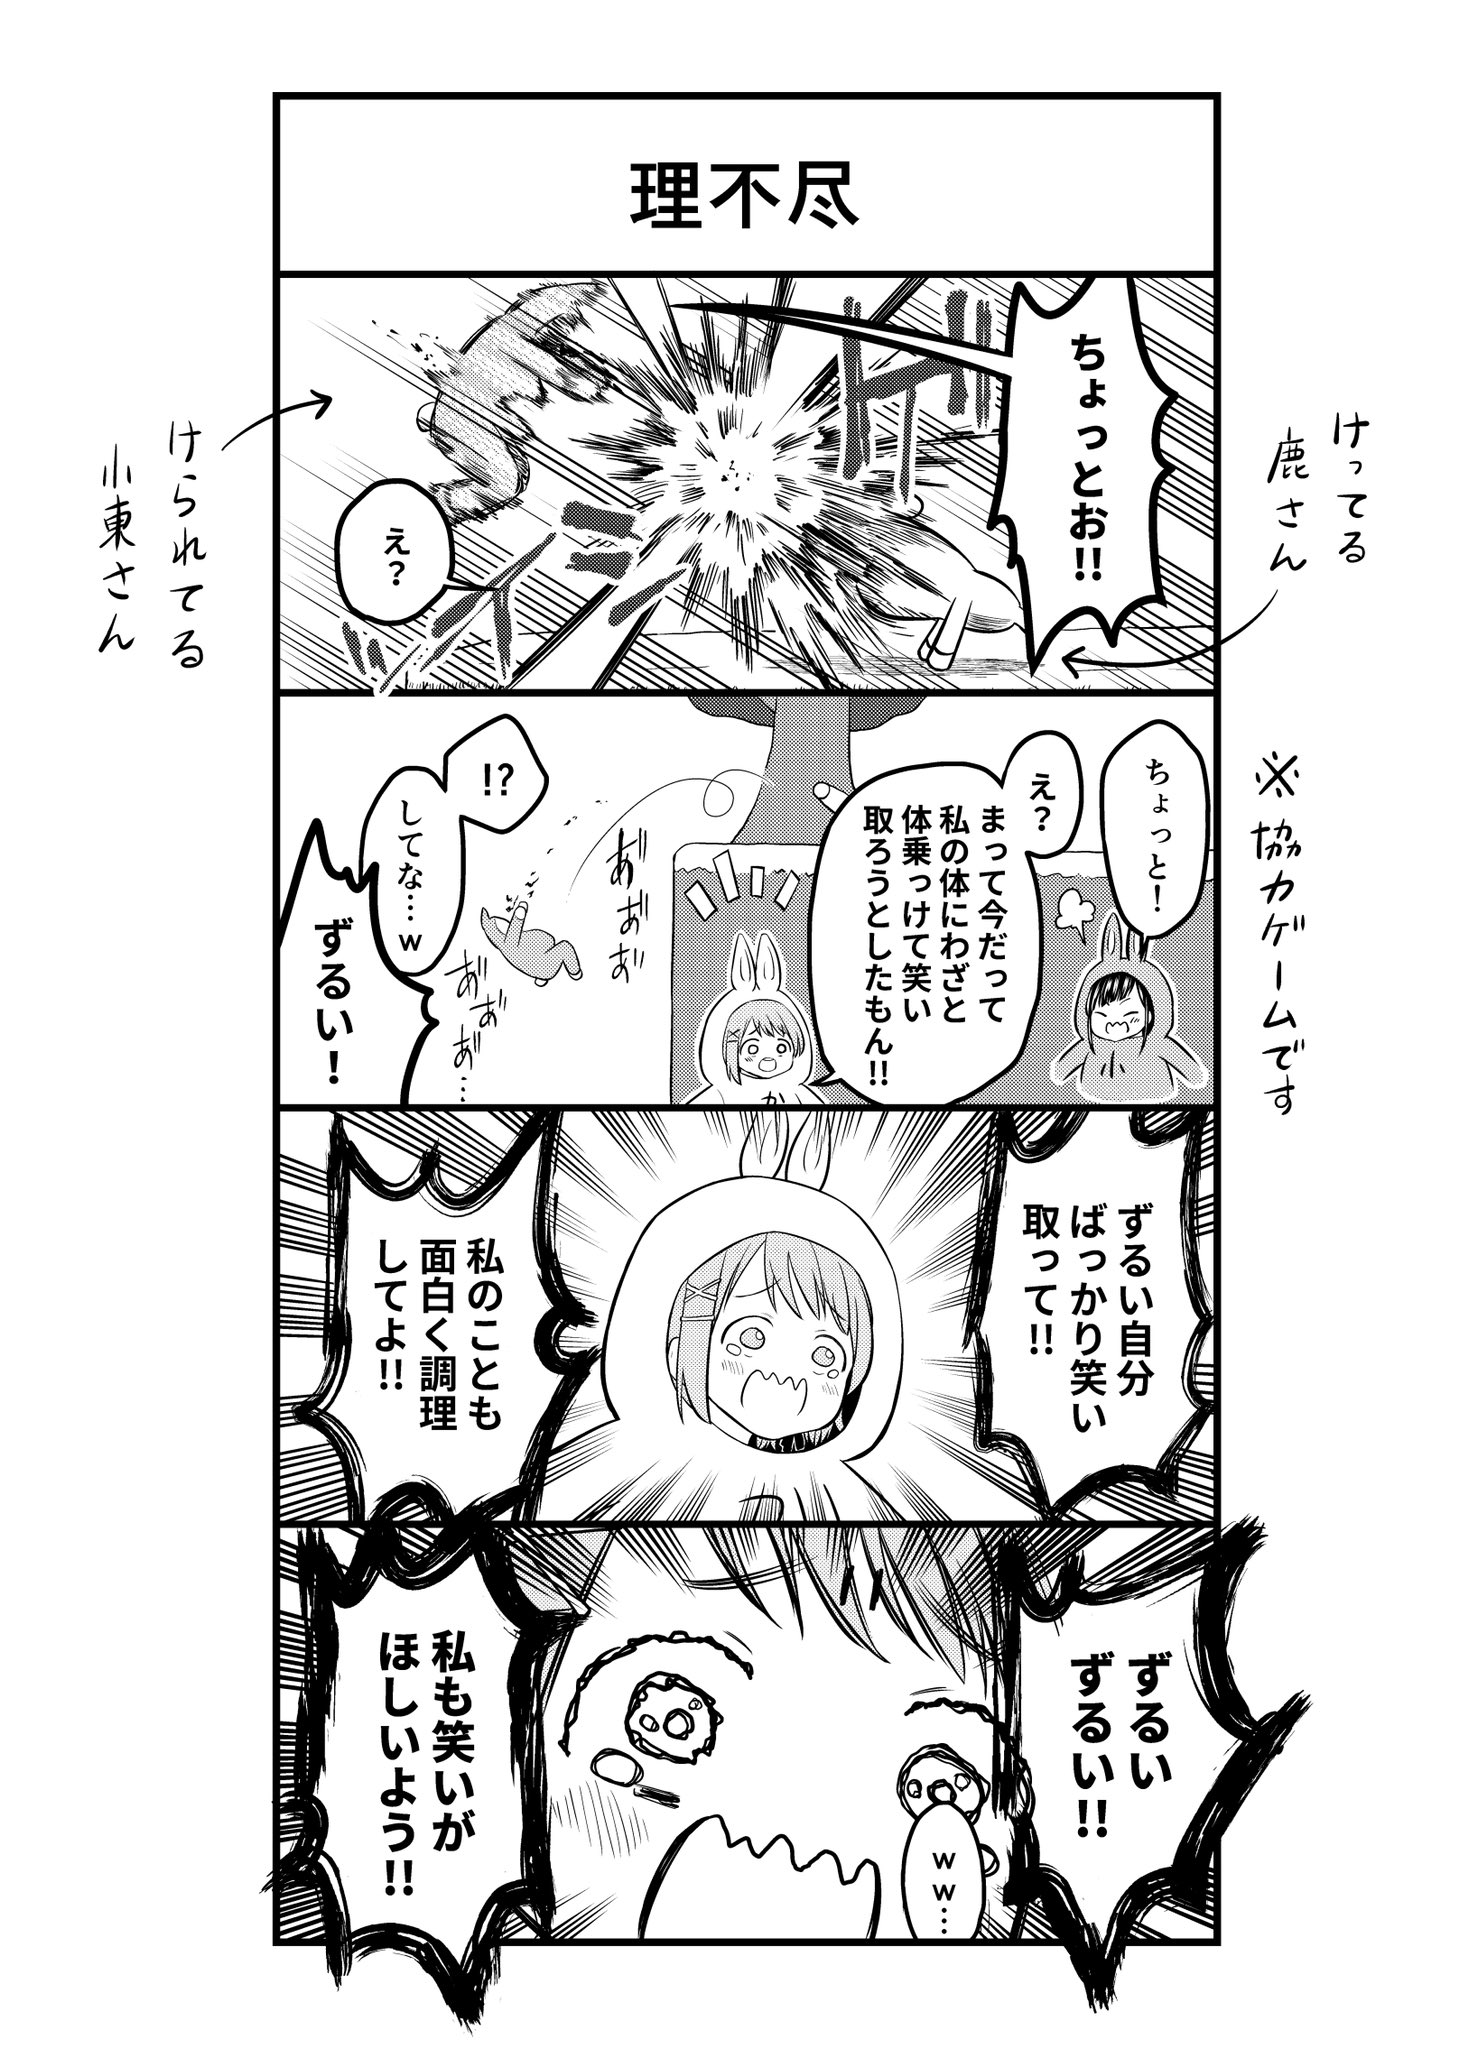 理不尽
ちょっとお!!
え?
けってる
鹿さん
けられてる
小東さん
ちょっと!
え?
まって今だって
私の体にわざと
体乗っけて笑い
取ろうとしたもん!!
!?
してな…w
ずるい!
あ゛あ゛あ゛
あ゛あ゛あ゛…
か
※協力ゲームです
ずるい自分
ばっかり笑い
取って!!
私のことも
面白く調理
してよ!!
ずるい
ずるい!!
ww…
私も笑いが
ほしいよう!!